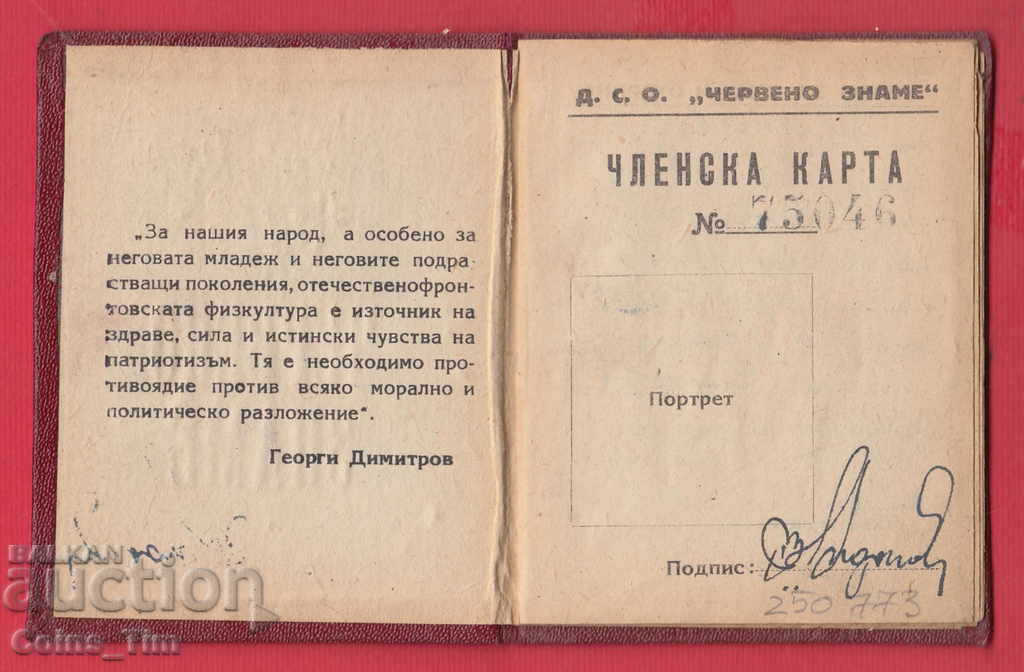 „За нашия народ, а особено за
неговата младеж и неговите подра-
стващи поколения, отечественофрон-
товската физкултура е източник на
здраве, сила и истински чувства на
патриотизъм. Тя е необходимо про-
тивоядие против всяко морално и
политическо разложение“.
Георги Димитров
Д. С. О. „ЧЕРВЕНО ЗНАМЕ“
ЧЛЕНСКА КАРТА
№ 75046
Портрет
Подпис:
250 773
BALKAN
auction
Coins_Tim